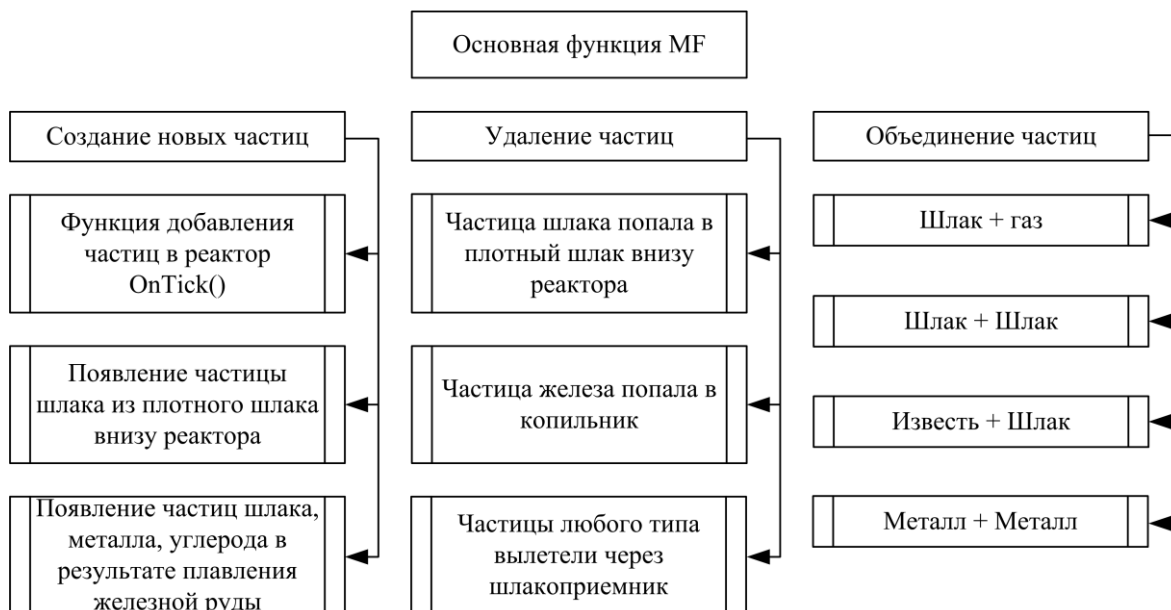 Основная функция MF
Создание новых частиц
Функция добавления
частиц в реактор
OnTick()
Появление частицы
шлака из плотного шлака
внизу реактора
Появление частиц шлака,
металла, углерода в
результате плавления
железной руды
Удаление частиц
Частица шлака попала в
плотный шлак внизу
реактора
Частица железа попала в
копильник
Частицы любого типа
вылетели через
шлакоприемник
Объединение частиц
Шлак + газ
Шлак + Шлак
Известь + Шлак
Металл + Металл